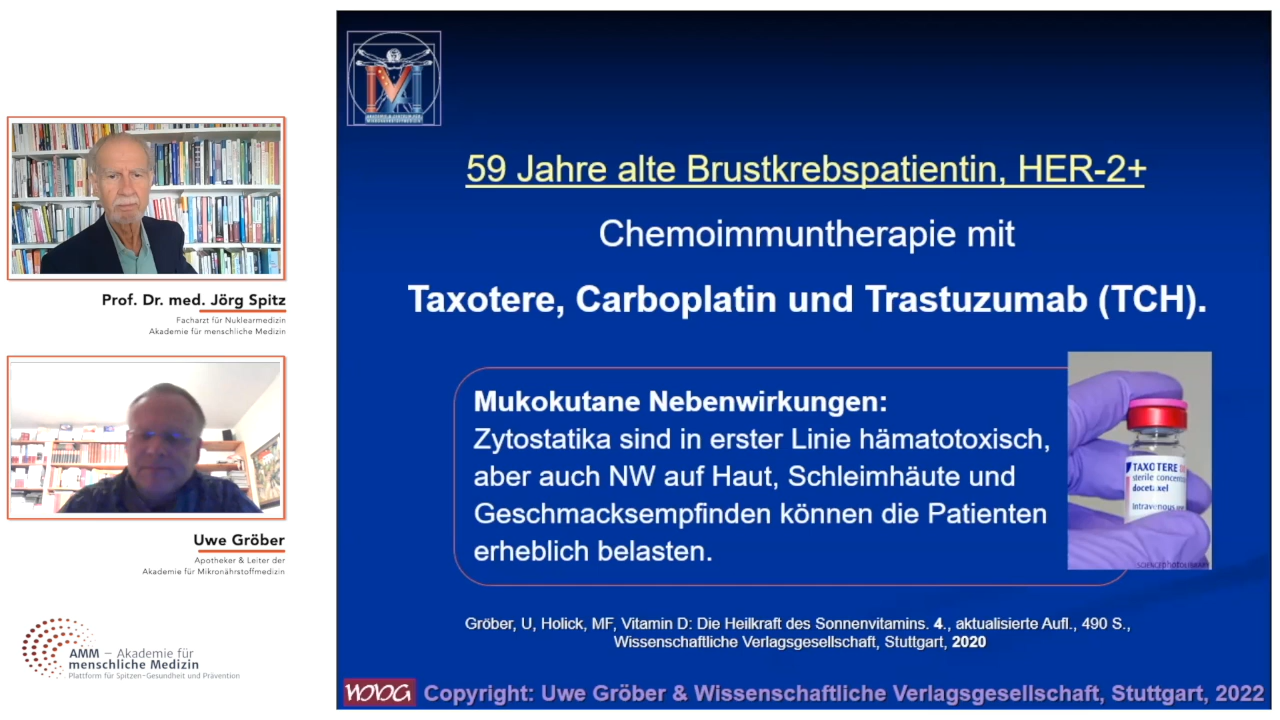 Prof. Dr. med. Jörg Spitz
Facharzt für Nuklearmedizin
Akademie für menschliche Medizin
Uwe Gröber
Apotheker & Leiter der
Akademie für Mikronährstoffmedizin
AMM – Akademie für
menschliche Medizin
Plattform für Spitzen-Gesundheit und Prävention
59 Jahre alte Brustkrebspatientin, HER-2+
Chemoimmuntherapie mit
Taxotere, Carboplatin und Trastuzumab (TCH).
Mukokutane Nebenwirkungen:
Zytostatika sind in erster Linie hämatotoxisch,
aber auch NW auf Haut, Schleimhäute und
Geschmacksempfinden können die Patienten
erheblich belasten.
TAXOTERE
sterile concent
docetaxel
intravenous
SCIENCEPHOTOLIBRARY
Gröber, U, Holick, MF, Vitamin D: Die Heilkraft des Sonnenvitamins. 4., aktualisierte Aufl., 490 S.,
Wissenschaftliche Verlagsgesellschaft, Stuttgart, 2020
WOVOG Copyright: Uwe Gröber & Wissenschaftliche Verlagsgesellschaft, Stuttgart, 2022